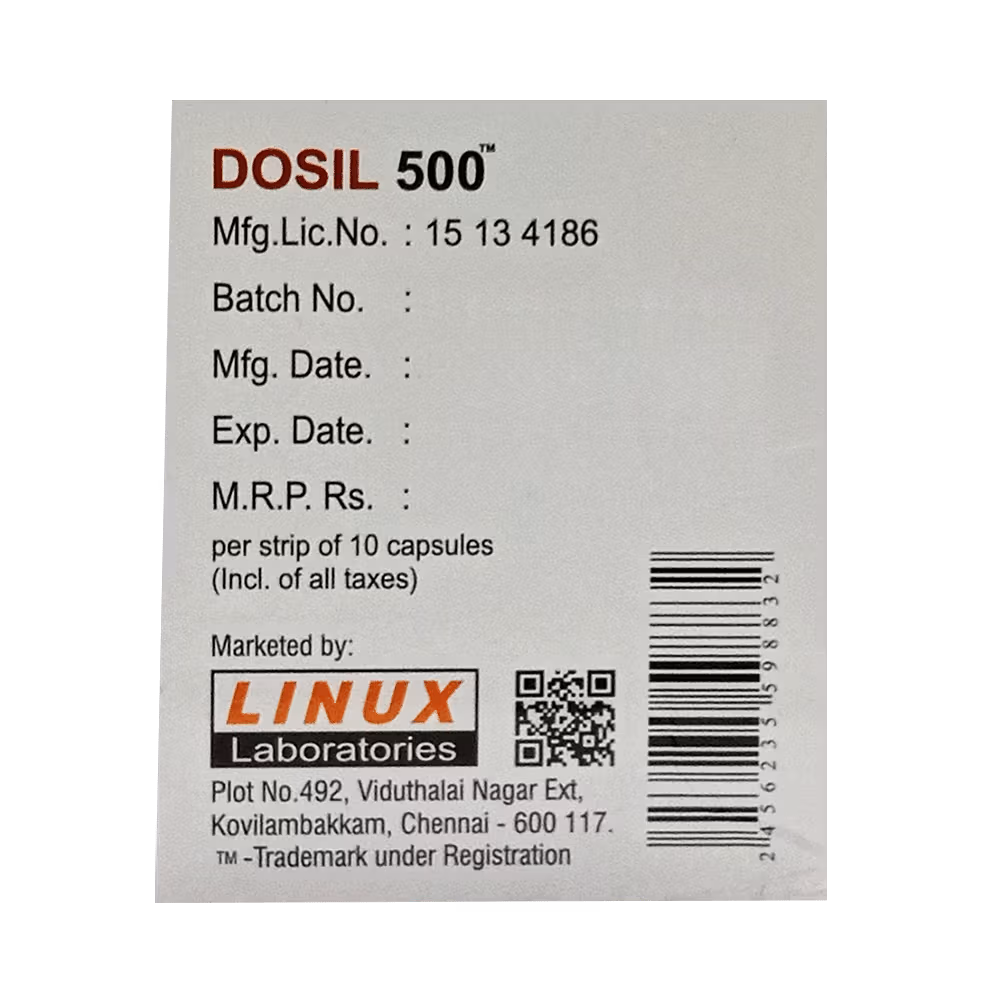 DOSIL 500™
Mfg.Lic.No. : 15 13 4186
Batch No. :
Mfg. Date. :
Exp. Date. :
M.R.P. Rs. :
per strip of 10 capsules
(Incl. of all taxes)
Marketed by:
LINUX
Laboratories
Plot No.492, Viduthalai Nagar Ext,
Kovilambakkam, Chennai - 600 117.
TM -Trademark under Registration
2456235598832